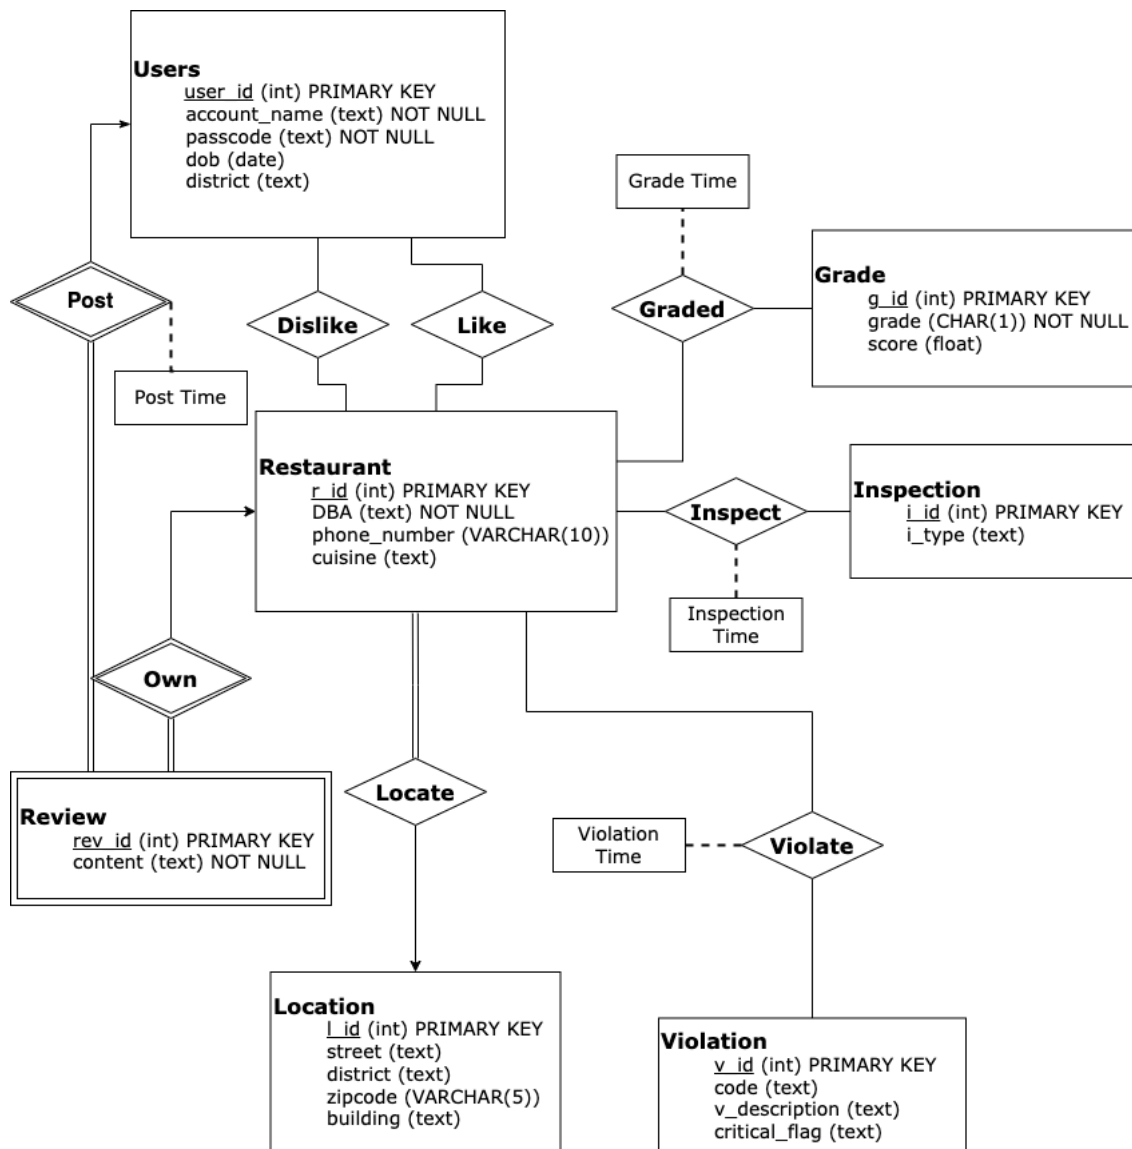 Users
user_id (int) PRIMARY KEY
account_name (text) NOT NULL
passcode (text) NOT NULL
dob (date)
district (text)
Grade Time
Grade
g_id (int) PRIMARY KEY
grade (CHAR(1)) NOT NULL
score (float)
Post
Dislike
Like
Graded
Post Time
Restaurant
r_id (int) PRIMARY KEY
DBA (text) NOT NULL
phone_number (VARCHAR(10))
cuisine (text)
Inspect
Inspection
i_id (int) PRIMARY KEY
i_type (text)
Inspection
Time
Own
Review
rev_id (int) PRIMARY KEY
content (text) NOT NULL
Locate
Violation
Time
Violate
Location
l_id (int) PRIMARY KEY
street (text)
district (text)
zipcode (VARCHAR(5))
building (text)
Violation
v_id (int) PRIMARY KEY
code (text)
v_description (text)
critical_flag (text)